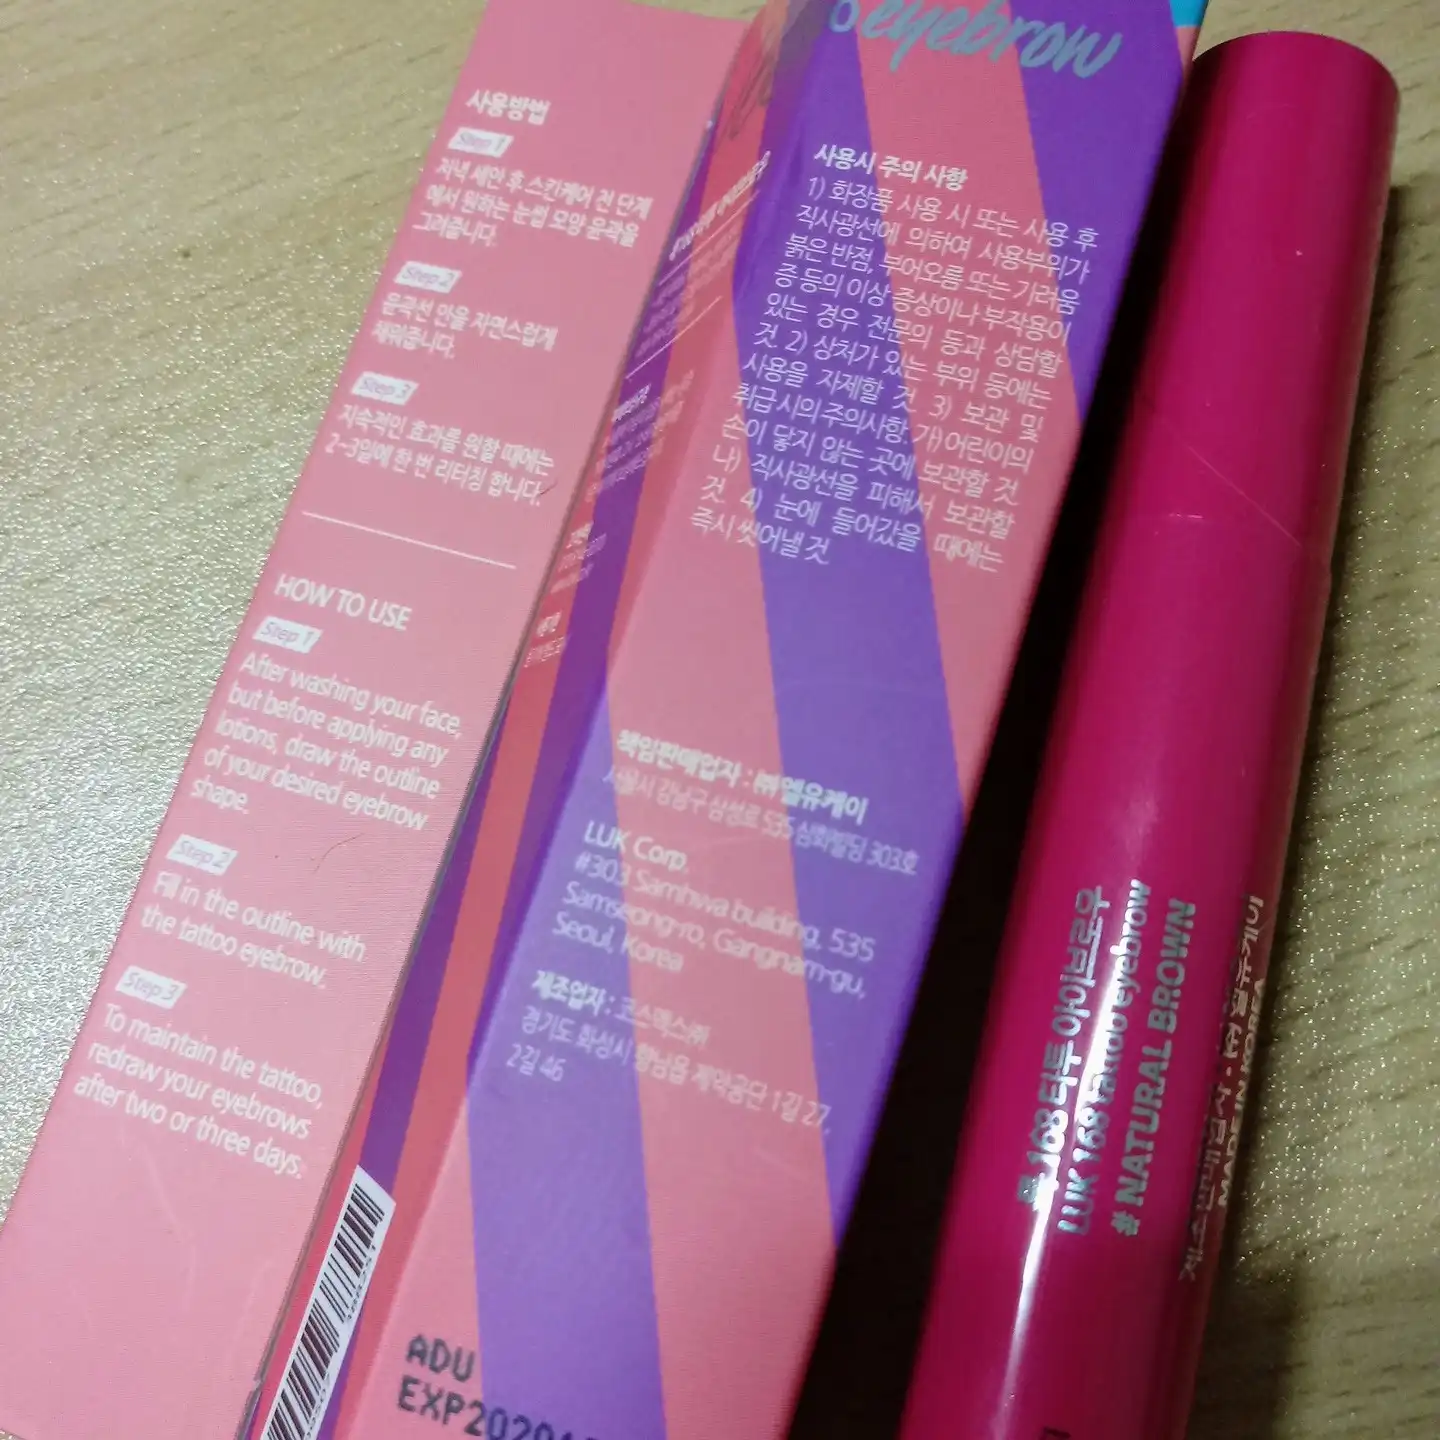 사용방법
Step 1
저녁 세안 후 스킨케어 전 단계
에서 원하는 눈썹 모양 윤곽을
그려줍니다.
Step 2
윤곽선 안을 자연스럽게
채워줍니다.
Step 3
지속적인 효과를 원할 때에는
2~3일에 한 번 리터칭 합니다.
HOW TO USE
Step 1
After washing your face,
but before applying any
lotions, draw the outline
of your desired eyebrow
shape.
Step 2
Fill in the outline with
the tattoo eyebrow.
Step 3
To maintain the tattoo,
redraw your eyebrows
after two or three days.
eyebrow
사용시 주의 사항
1) 화장품 사용 시 또는 사용 후
직사광선에 의하여 사용부위가
붉은 반점, 부어오름 또는 가려움
증 등의 이상 증상이나 부작용이
있는 경우 전문의 등과 상담할
것 2) 상처가 있는 부위 등에는
사용을 자제할 것 3) 보관 및
취급 시의 주의사항: 가) 어린이의
손이 닿지 않는 곳에 보관할 것
나) 직사광선을 피해서 보관할
것 4) 눈에 들어갔을 때에는
즉시 씻어낼 것
책임판매업자 : ㈜엘유케이
서울시 강남구 삼성로 535 삼화빌딩 303호
LUK Corp.
#303 Samhwa building, 535
Samseong-ro, Gangnam-gu,
Seoul, Korea
제조업자 : 코스맥스㈜
경기도 화성시 향남읍 제약공단 1길 27,
2길 46
ADU
EXP2020
룩 168 타투 아이브로우
LUK 168 tattoo eyebrow
# NATURAL BROWN
MADE IN KOREA